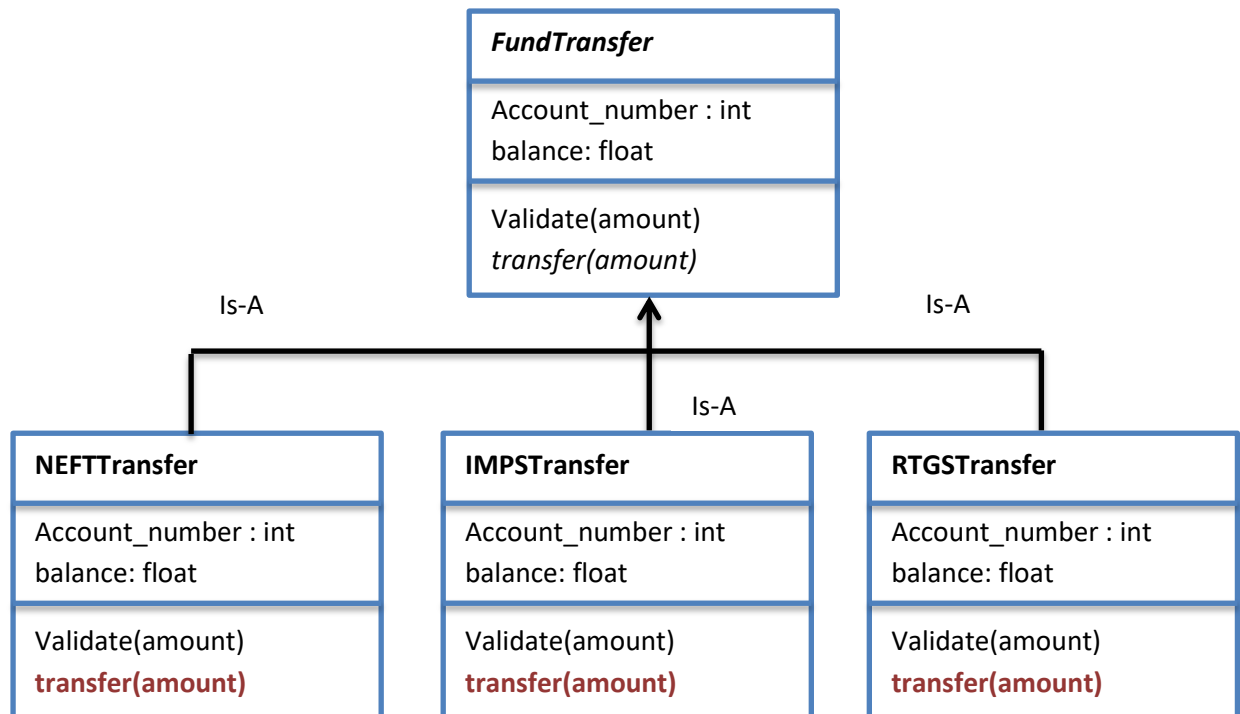 FundTransfer
Account_number : int
balance: float
Validate(amount)
transfer(amount)
Is-A
Is-A
Is-A
NEFTTransfer
Account_number : int
balance: float
Validate(amount)
transfer(amount)
IMPSTransfer
Account_number : int
balance: float
Validate(amount)
transfer(amount)
RTGSTransfer
Account_number : int
balance: float
Validate(amount)
transfer(amount)